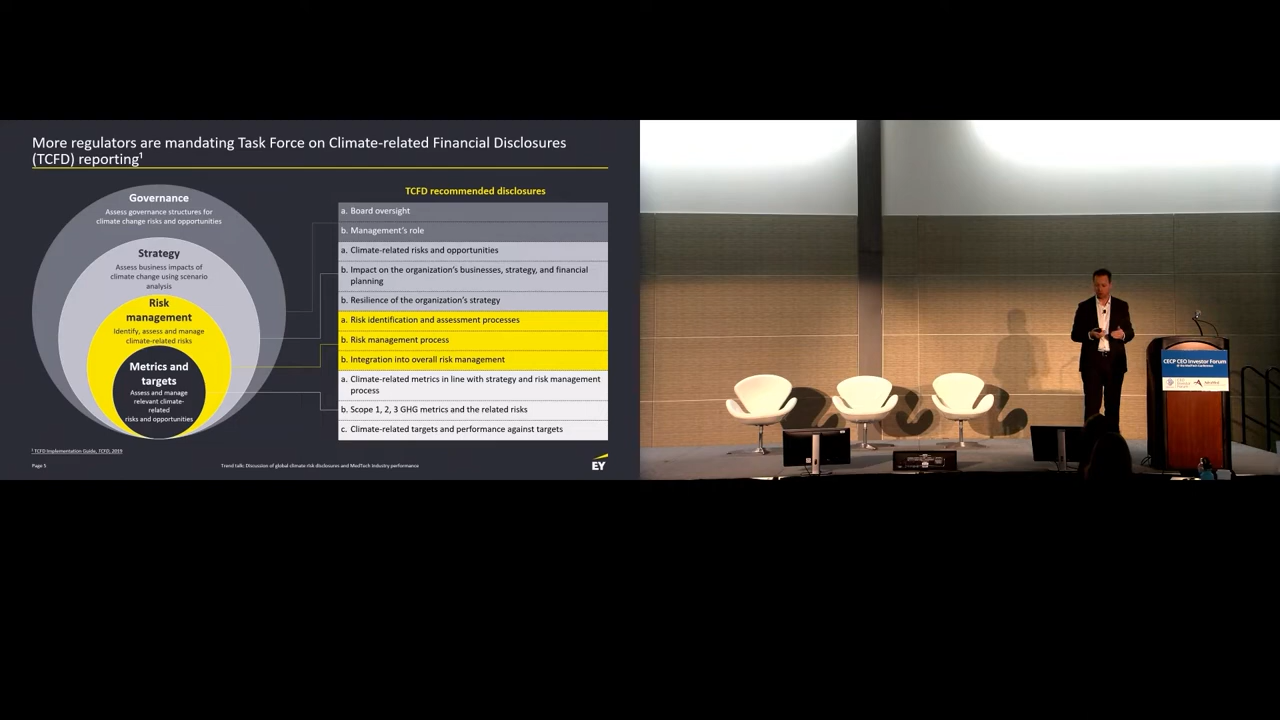 More regulators are mandating Task Force on Climate-related Financial Disclosures
(TCFD) reporting¹
Governance
Assess governance structures for
climate change risks and opportunities
Strategy
Assess business impacts of
climate change using scenario
analysis
Risk
management
Identify, assess and manage
climate-related risks
Metrics and
targets
Assess and manage
relevant climate-
related
risks and opportunities
TCFD recommended disclosures
a. Board oversight
b. Management's role
a. Climate-related risks and opportunities
b. Impact on the organization's businesses, strategy, and financial
planning
b. Resilience of the organization's strategy
a. Risk identification and assessment processes
b. Risk management process
b. Integration into overall risk management
a. Climate-related metrics in line with strategy and risk management
process
b. Scope 1, 2, 3 GHG metrics and the related risks
c. Climate-related targets and performance against targets
¹ TCFD Implementation Guide, TCFD, 2019
Page 5
Trend talk: Discussion of global climate risk disclosures and MedTech Industry performance
EY
CECP CEO Investor Forum